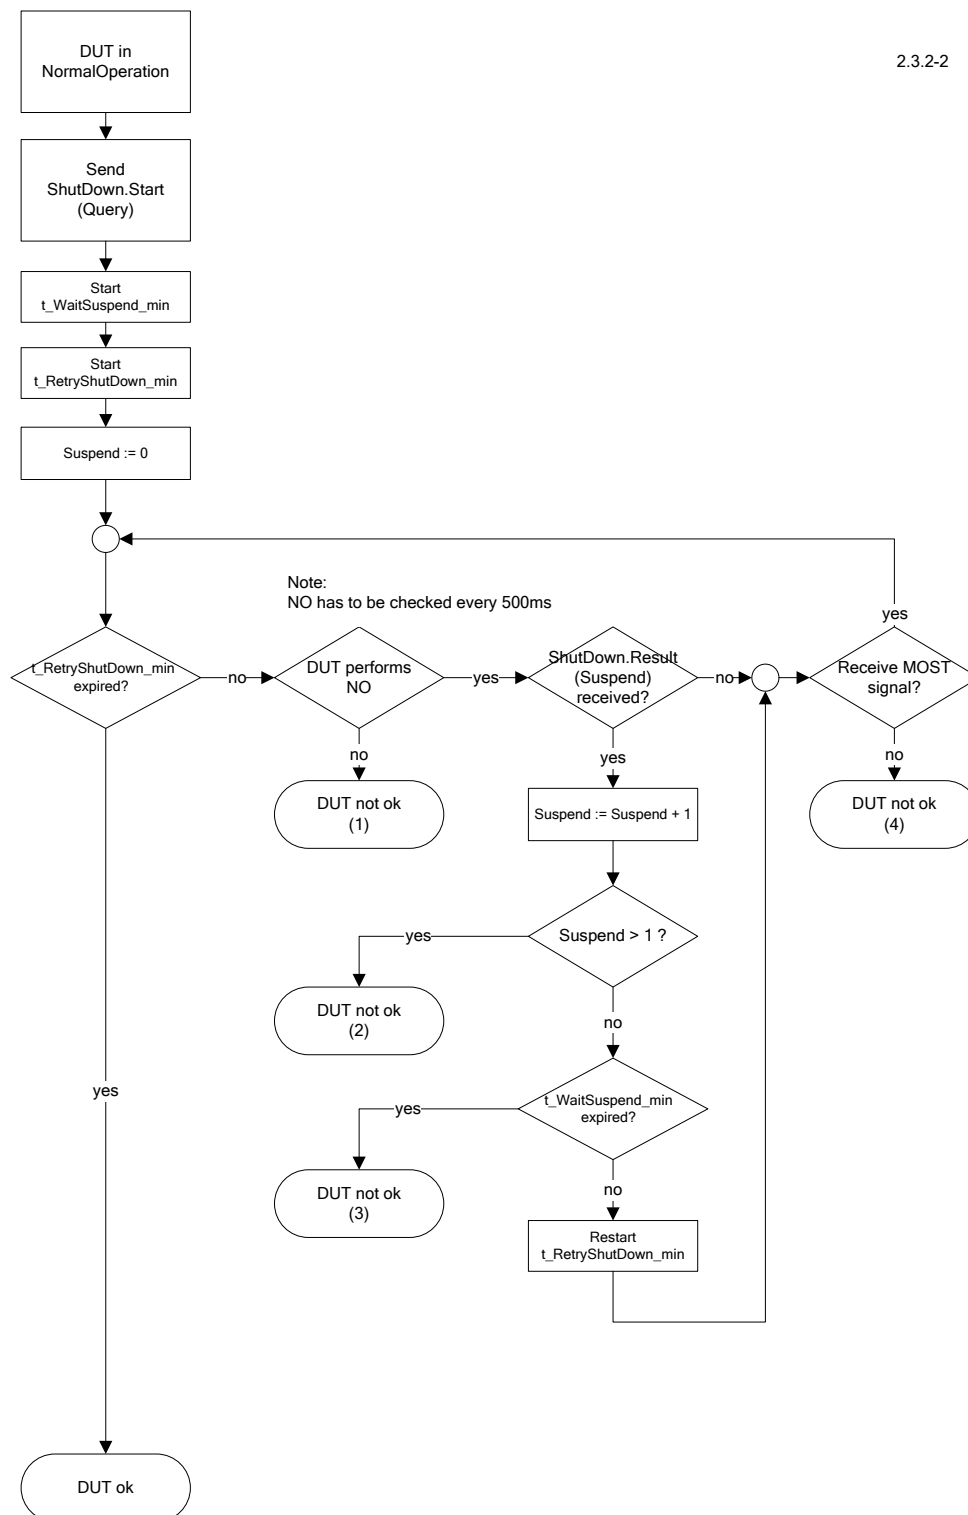 DUT in
NormalOperation
2.3.2-2
Send
ShutDown.Start
(Query)
Start
t_WaitSuspend_min
Start
t_RetryShutDown_min
Suspend := 0
Note:
NO has to be checked every 500ms
yes
t_RetryShutDown_min
expired?
no
DUT performs
NO
yes
ShutDown.Result
(Suspend)
received?
no
Receive MOST
signal?
no
yes
no
DUT not ok
(1)
Suspend := Suspend + 1
DUT not ok
(4)
Suspend > 1 ?
yes
DUT not ok
(2)
no
yes
t_WaitSuspend_min
expired?
yes
DUT not ok
(3)
no
Restart
t_RetryShutDown_min
DUT ok